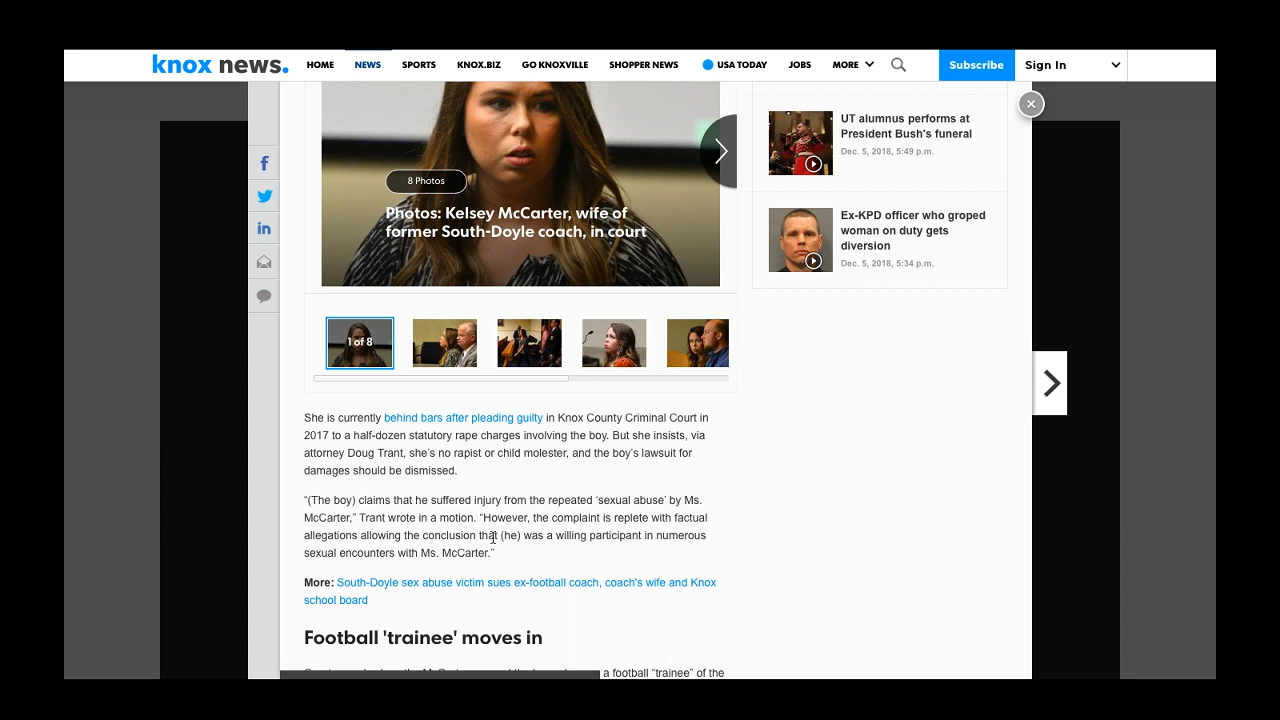 knox news.
HOME NEWS SPORTS KNOX.BIZ GO KNOXVILLE SHOPPER NEWS USA TODAY JOBS MORE Subscribe Sign In
8 Photos
Photos: Kelsey McCarter, wife of
former South-Doyle coach, in court
1 of 8
UT alumnus performs at
President Bush's funeral
Dec. 5, 2018, 5:49 p.m.
Ex-KPD officer who groped
woman on duty gets
diversion
Dec. 5, 2018, 5:34 p.m.
She is currently behind bars after pleading guilty in Knox County Criminal Court in
2017 to a half-dozen statutory rape charges involving the boy. But she insists, via
attorney Doug Trant, she’s no rapist or child molester, and the boy’s lawsuit for
damages should be dismissed.
“(The boy) claims that he suffered injury from the repeated ‘sexual abuse’ by Ms.
McCarter,” Trant wrote in a motion. “However, the complaint is replete with factual
allegations allowing the conclusion that (he) was a willing participant in numerous
sexual encounters with Ms. McCarter.”
More: South-Doyle sex abuse victim sues ex-football coach, coach's wife and Knox
school board
Football 'trainee' moves in
a football “trainee” of the